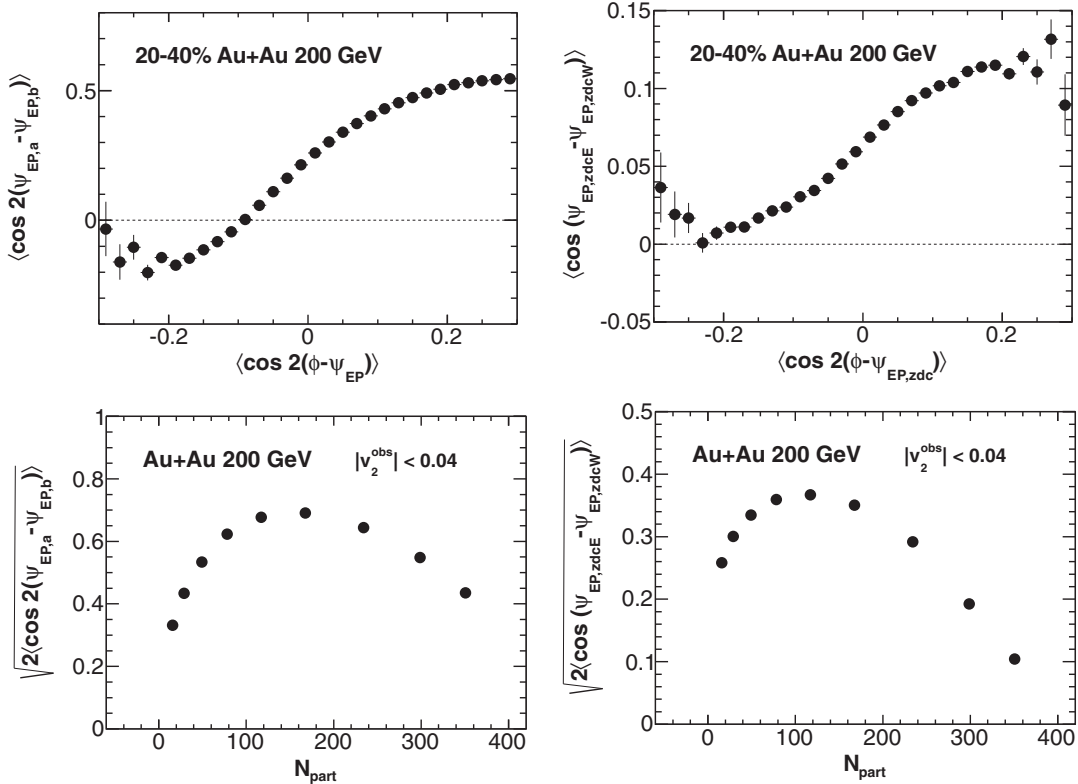 20-40% Au+Au 200 GeV
⟨cos 2(ψEP,a-ψEP,b)⟩
0.5
0
-0.2
0
0.2
⟨cos 2(ϕ-ψEP)⟩
20-40% Au+Au 200 GeV
⟨cos (ψEP,zdcE-ψEP,zdcW)⟩
0.15
0.1
0.05
0
-0.05
-0.2
0
0.2
⟨cos 2(ϕ-ψEP,zdc)⟩
Au+Au 200 GeV
|v2obs| < 0.04
√2⟨cos 2(ψEP,a-ψEP,b)⟩
1
0.8
0.6
0.4
0.2
0
0
100
200
300
400
Npart
Au+Au 200 GeV
|v2obs| < 0.04
√2⟨cos (ψEP,zdcE-ψEP,zdcW)⟩
0.5
0.4
0.3
0.2
0.1
0
0
100
200
300
400
Npart